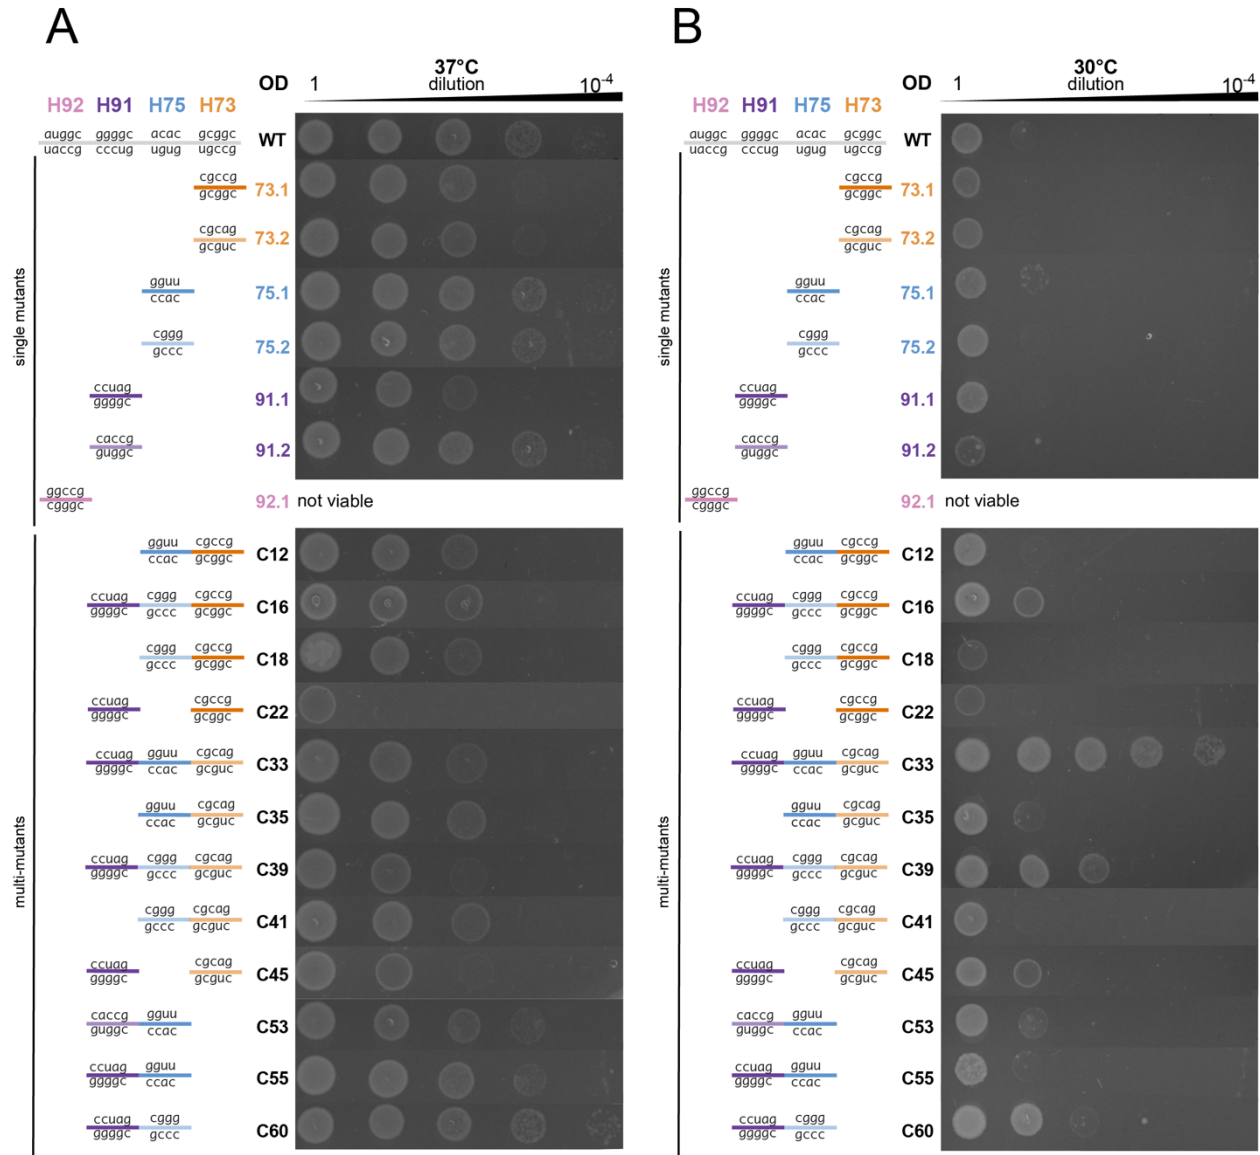 A
37°C
OD 1 dilution 10-4
H92 H91 H75 H73
auggc ggggc acac gcggc
uaccg cccug ugug ugccg
WT
cgccg
gcggc
73.1
cgcag
gcguc
73.2
gguu
ccac
75.1
cggg
gccc
75.2
ccuag
ggggc
91.1
caccg
guggc
91.2
ggccg
cgggc
92.1 not viable
single mutants
gguu cgccg
ccac gcggc
C12
ccuag cggg cgccg
ggggc gccc gcggc
C16
cggg cgccg
gccc gcggc
C18
ccuag cgccg
ggggc gcggc
C22
ccuag gguu cgcag
ggggc ccac gcguc
C33
gguu cgcag
ccac gcguc
C35
ccuag cggg cgcag
ggggc gccc gcguc
C39
cggg cgcag
gccc gcguc
C41
ccuag cgcag
ggggc gcguc
C45
caccg gguu
guggc ccac
C53
ccuag gguu
ggggc ccac
C55
ccuag cggg
ggggc gccc
C60
multi-mutants
B
30°C
OD 1 dilution 10-4
H92 H91 H75 H73
auggc ggggc acac gcggc
uaccg cccug ugug ugccg
WT
cgccg
gcggc
73.1
cgcag
gcguc
73.2
gguu
ccac
75.1
cggg
gccc
75.2
ccuag
ggggc
91.1
caccg
guggc
91.2
ggccg
cgggc
92.1 not viable
single mutants
gguu cgccg
ccac gcggc
C12
ccuag cggg cgccg
ggggc gccc gcggc
C16
cggg cgccg
gccc gcggc
C18
ccuag cgccg
ggggc gcggc
C22
ccuag gguu cgcag
ggggc ccac gcguc
C33
gguu cgcag
ccac gcguc
C35
ccuag cggg cgcag
ggggc gccc gcguc
C39
cggg cgcag
gccc gcguc
C41
ccuag cgcag
ggggc gcguc
C45
caccg gguu
guggc ccac
C53
ccuag gguu
ggggc ccac
C55
ccuag cggg
ggggc gccc
C60
multi-mutants